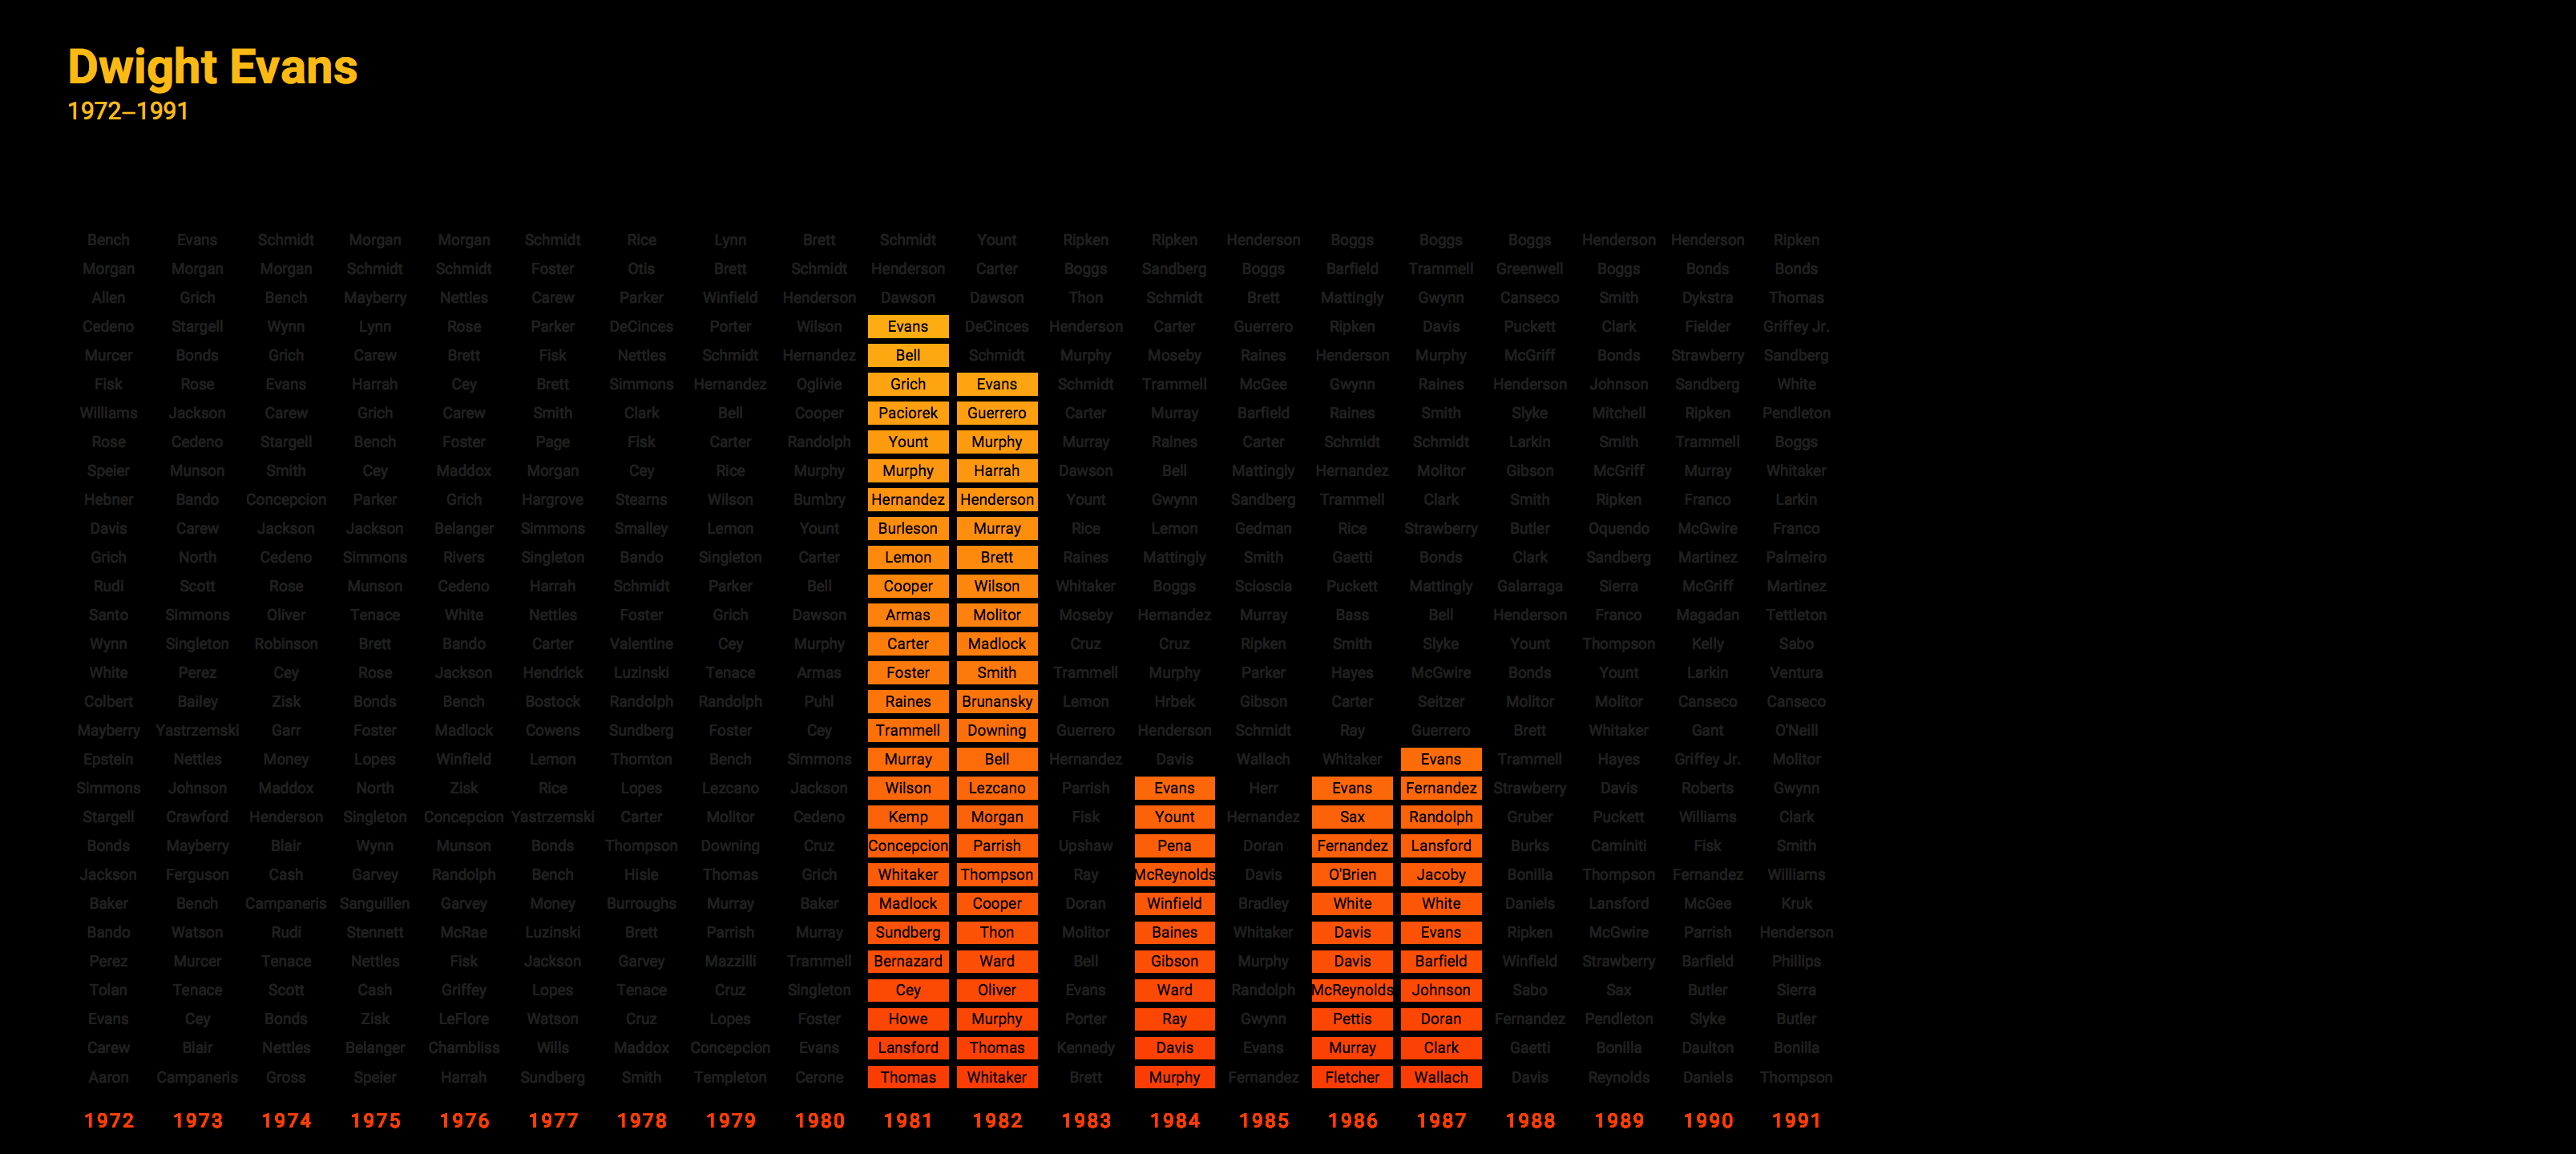 Dwight Evans
1972–1991
Bench Evans Schmidt Morgan Morgan Schmidt Rice Lynn Brett Schmidt Yount Ripken Ripken Henderson Boggs Boggs Boggs Henderson Henderson Ripken
Morgan Morgan Morgan Schmidt Schmidt Foster Otis Brett Schmidt Henderson Carter Boggs Sandberg Boggs Barfield Trammell Greenwell Boggs Bonds Bonds
Allen Grich Bench Mayberry Nettles Carew Parker Winfield Henderson Dawson Dawson Thon Schmidt Brett Mattingly Gwynn Canseco Smith Dykstra Thomas
Cedeno Stargell Wynn Lynn Rose Parker DeCinces Porter Wilson Evans DeCinces Henderson Carter Guerrero Ripken Davis Puckett Clark Fielder Griffey Jr.
Murcer Bonds Grich Carew Brett Fisk Nettles Schmidt Hernandez Bell Schmidt Murphy Moseby Raines Henderson Murphy McGriff Bonds Strawberry Sandberg
Fisk Rose Evans Harrah Cey Brett Simmons Hernandez Oglivie Grich Evans Schmidt Trammell McGee Gwynn Raines Henderson Johnson Sandberg White
Williams Jackson Carew Grich Carew Smith Clark Bell Cooper Paciorek Guerrero Carter Murray Barfield Raines Smith Slyke Mitchell Ripken Pendleton
Rose Cedeno Stargell Bench Foster Page Fisk Carter Randolph Yount Murphy Murray Raines Carter Schmidt Schmidt Larkin Smith Trammell Boggs
Speier Munson Smith Cey Maddox Morgan Cey Rice Murphy Murphy Harrah Dawson Bell Mattingly Hernandez Molitor Gibson McGriff Murray Whitaker
Hebner Bando Concepcion Parker Grich Hargrove Stearns Wilson Bumbry Hernandez Henderson Yount Gwynn Sandberg Trammell Clark Smith Ripken Franco Larkin
Davis Carew Jackson Jackson Belanger Simmons Smalley Lemon Yount Burleson Murray Rice Lemon Gedman Rice Strawberry Butler Oquendo McGwire Franco
Grich North Cedeno Simmons Rivers Singleton Bando Singleton Carter Lemon Brett Raines Mattingly Smith Gaetti Bonds Clark Sandberg Martinez Palmeiro
Rudi Scott Rose Munson Cedeno Harrah Schmidt Parker Bell Cooper Wilson Whitaker Boggs Scioscia Puckett Mattingly Galarraga Sierra McGriff Martinez
Santo Simmons Oliver Tenace White Nettles Foster Grich Dawson Armas Molitor Moseby Hernandez Murray Bass Bell Henderson Franco Magadan Tettleton
Wynn Singleton Robinson Brett Bando Carter Valentine Cey Murphy Carter Madlock Cruz Cruz Ripken Smith Slyke Yount Thompson Kelly Sabo
White Perez Cey Rose Jackson Hendrick Luzinski Tenace Armas Foster Smith Trammell Murphy Parker Hayes McGwire Bonds Yount Larkin Ventura
Colbert Bailey Zisk Bonds Bench Bostock Randolph Randolph Puhl Raines Brunansky Lemon Hrbek Gibson Carter Seitzer Molitor Molitor Canseco Canseco
Mayberry Yastrzemski Garr Foster Madlock Cowens Sundberg Foster Cey Trammell Downing Guerrero Henderson Schmidt Ray Guerrero Brett Whitaker Gant O'Neill
Epstein Nettles Money Lopes Winfield Lemon Thornton Bench Simmons Murray Bell Hernandez Davis Wallach Whitaker Evans Trammell Hayes Griffey Jr. Molitor
Simmons Johnson Maddox North Zisk Rice Lopes Lezcano Jackson Wilson Lezcano Parrish Evans Herr Evans Fernandez Strawberry Davis Roberts Gwynn
Stargell Crawford Henderson Singleton Concepcion Yastrzemski Carter Molitor Cedeno Kemp Morgan Fisk Yount Hernandez Sax Randolph Gruber Puckett Williams Clark
Bonds Mayberry Blair Wynn Munson Bonds Thompson Downing Cruz Concepcion Parrish Upshaw Pena Doran Fernandez Lansford Burks Caminiti Fisk Smith
Jackson Ferguson Cash Garvey Randolph Bench Hisle Thomas Grich Whitaker Thompson Ray McReynolds Davis O'Brien Jacoby Bonilla Thompson Fernandez Williams
Baker Bench Campaneris Sanguillen Garvey Money Burroughs Murray Baker Madlock Cooper Doran Winfield Bradley White White Daniels Lansford McGee Kruk
Bando Watson Rudi Stennett McRae Luzinski Brett Parrish Murray Sundberg Thon Molitor Baines Whitaker Davis Evans Ripken McGwire Parrish Henderson
Perez Murcer Tenace Nettles Fisk Jackson Garvey Mazzilli Trammell Bernazard Ward Bell Gibson Murphy Davis Barfield Winfield Strawberry Barfield Phillips
Tolan Tenace Scott Cash Griffey Lopes Tenace Cruz Singleton Cey Oliver Evans Ward Randolph McReynolds Johnson Sabo Sax Butler Sierra
Evans Cey Bonds Zisk LeFlore Watson Cruz Lopes Foster Howe Murphy Porter Ray Gwynn Pettis Doran Fernandez Pendleton Slyke Butler
Carew Blair Nettles Belanger Chambliss Wills Maddox Concepcion Evans Lansford Thomas Kennedy Davis Evans Murray Clark Gaetti Bonilla Daulton Bonilla
Aaron Campaneris Gross Speier Harrah Sundberg Smith Templeton Cerone Thomas Whitaker Brett Murphy Fernandez Fletcher Wallach Davis Reynolds Daniels Thompson
1972 1973 1974 1975 1976 1977 1978 1979 1980 1981 1982 1983 1984 1985 1986 1987 1988 1989 1990 1991